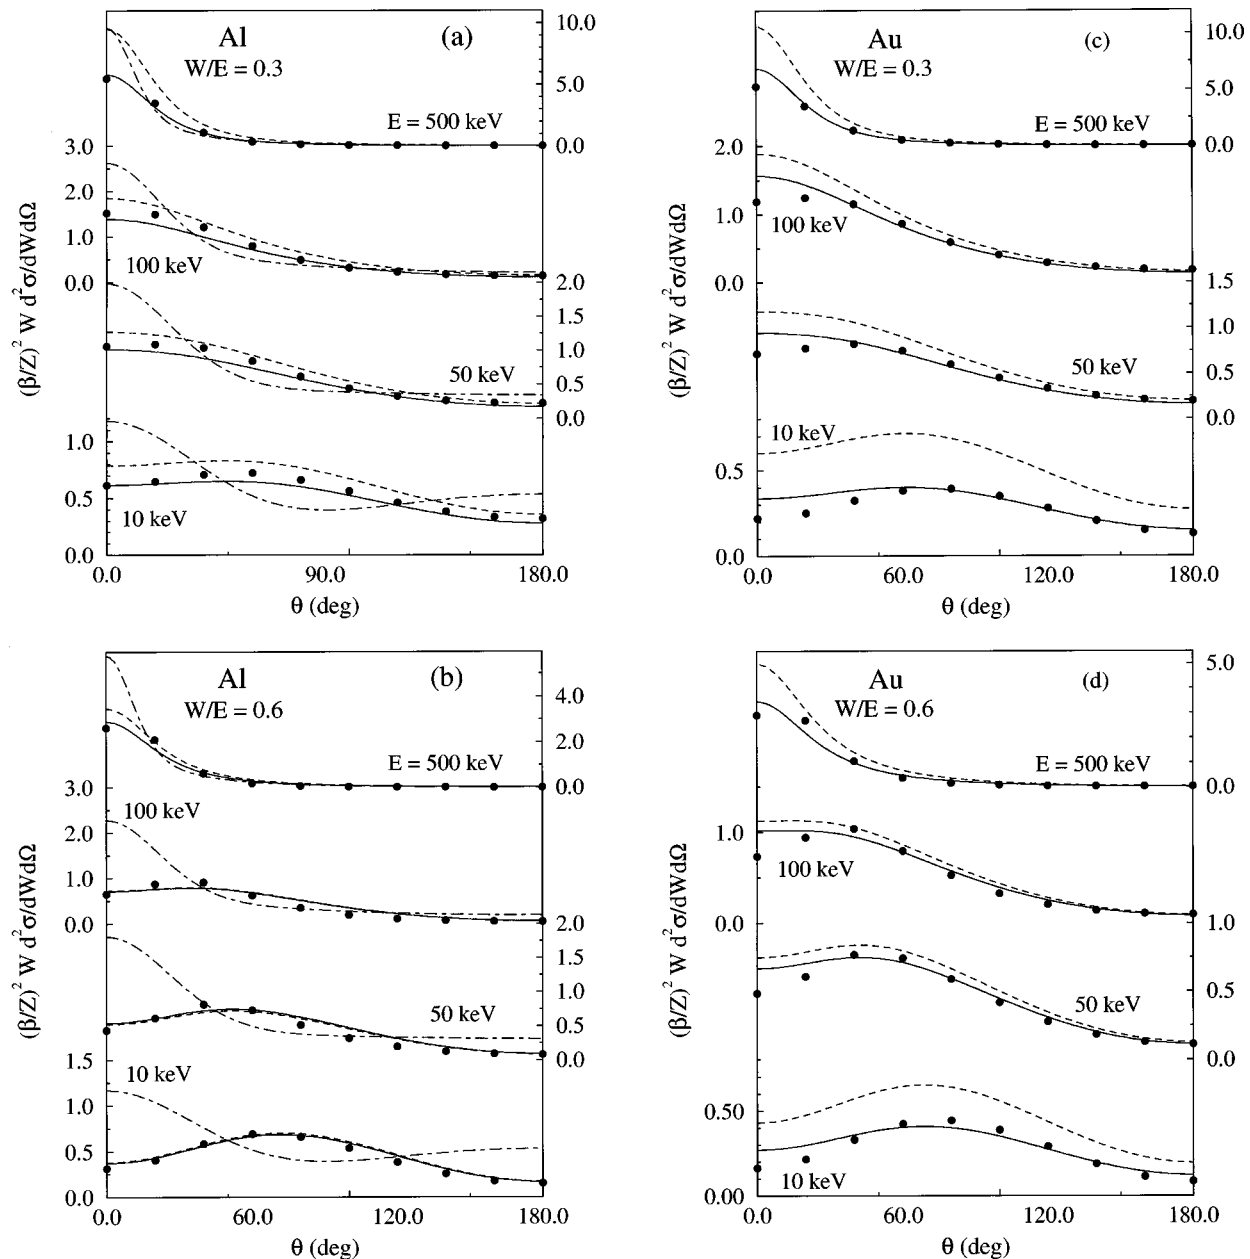 Al
(a)
W/E = 0.3
10.0
5.0
0.0
E = 500 keV
3.0
2.0
1.0
0.0
100 keV
2.0
1.5
1.0
0.5
0.0
50 keV
1.0
0.5
0.0
10 keV
0.0
90.0
180.0
θ (deg)
(β/Z)² W d²σ/dWdΩ
Au
(c)
W/E = 0.3
10.0
5.0
0.0
E = 500 keV
2.0
1.0
0.0
100 keV
1.5
1.0
0.5
0.0
50 keV
10 keV
0.5
0.0
0.0
60.0
120.0
180.0
θ (deg)
(β/Z)² W d²σ/dWdΩ
Al
(b)
W/E = 0.6
4.0
2.0
0.0
E = 500 keV
3.0
2.0
1.0
0.0
100 keV
2.0
1.5
1.0
0.5
0.0
50 keV
10 keV
1.5
1.0
0.5
0.0
0.0
60.0
120.0
180.0
θ (deg)
(β/Z)² W d²σ/dWdΩ
Au
(d)
W/E = 0.6
5.0
0.0
E = 500 keV
1.0
0.0
100 keV
1.0
0.5
0.0
50 keV
0.50
0.00
10 keV
0.0
60.0
120.0
180.0
θ (deg)
(β/Z)² W d²σ/dWdΩ